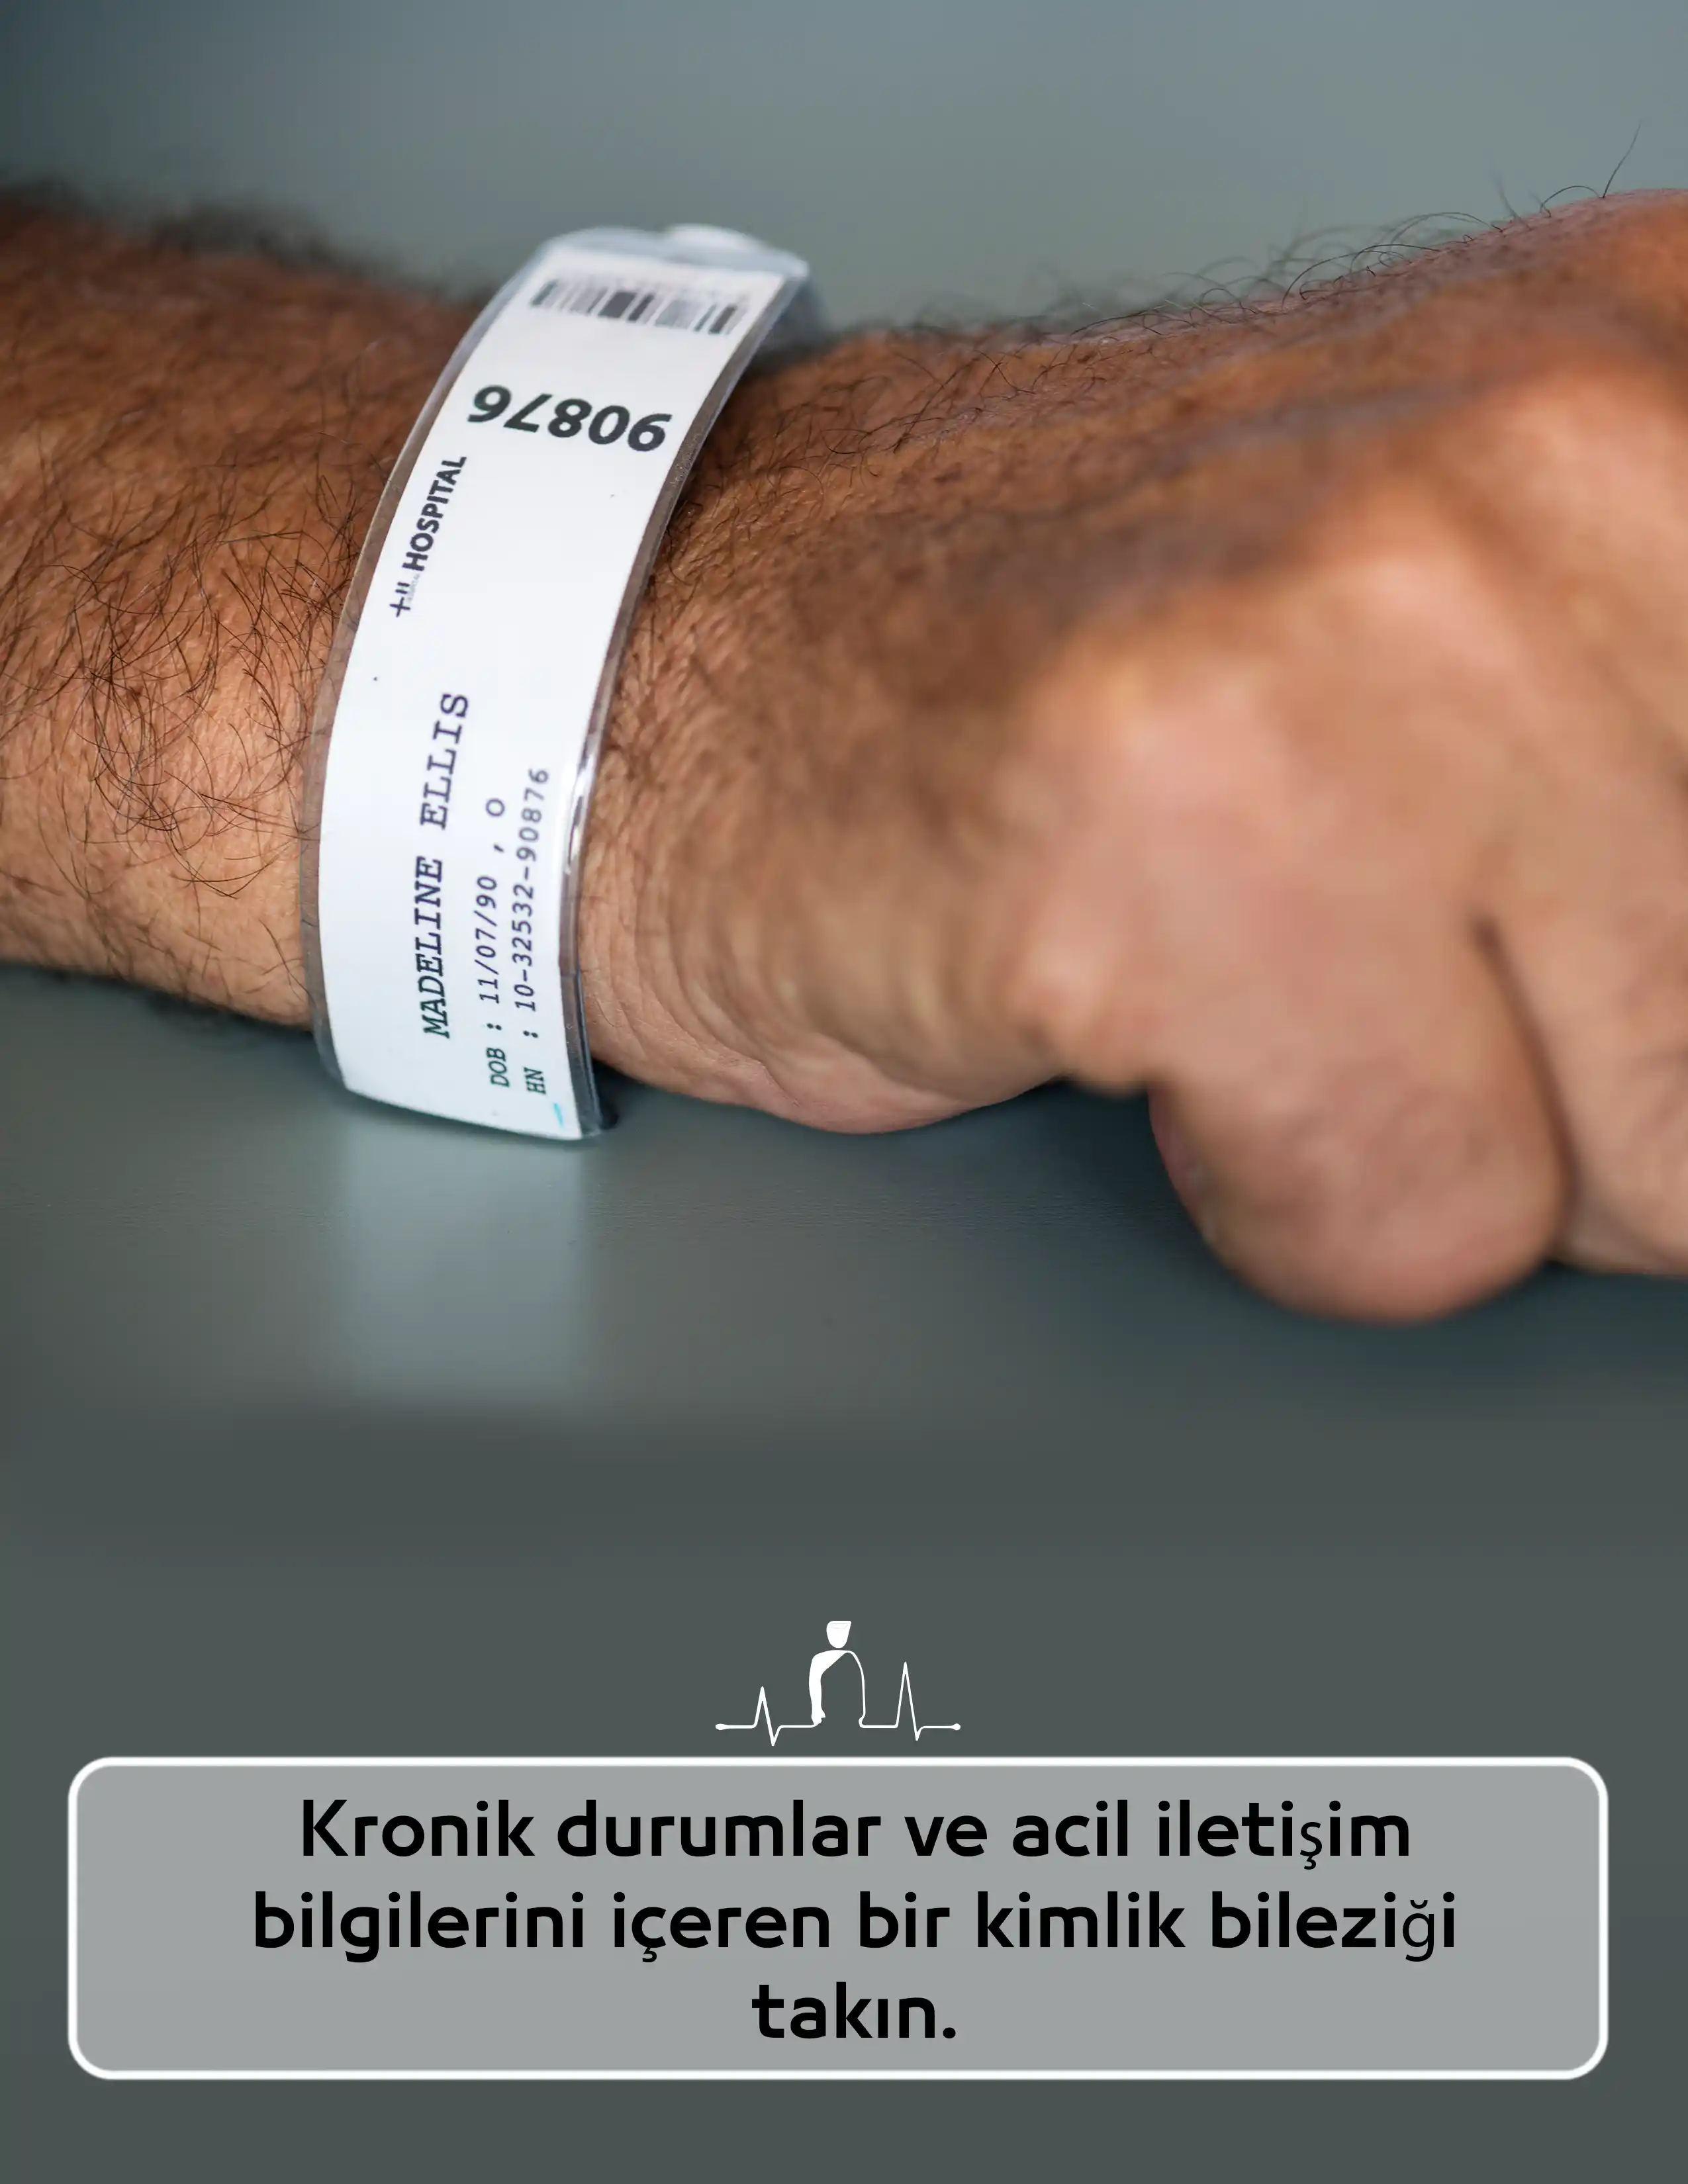 90876
HOSPITAL
MADELINE ELLIS
DOB : 11/07/90 , O
HN : 10-32532-90876
Kronik durumlar ve acil iletişim
bilgilerini içeren bir kimlik bileziği
takın.